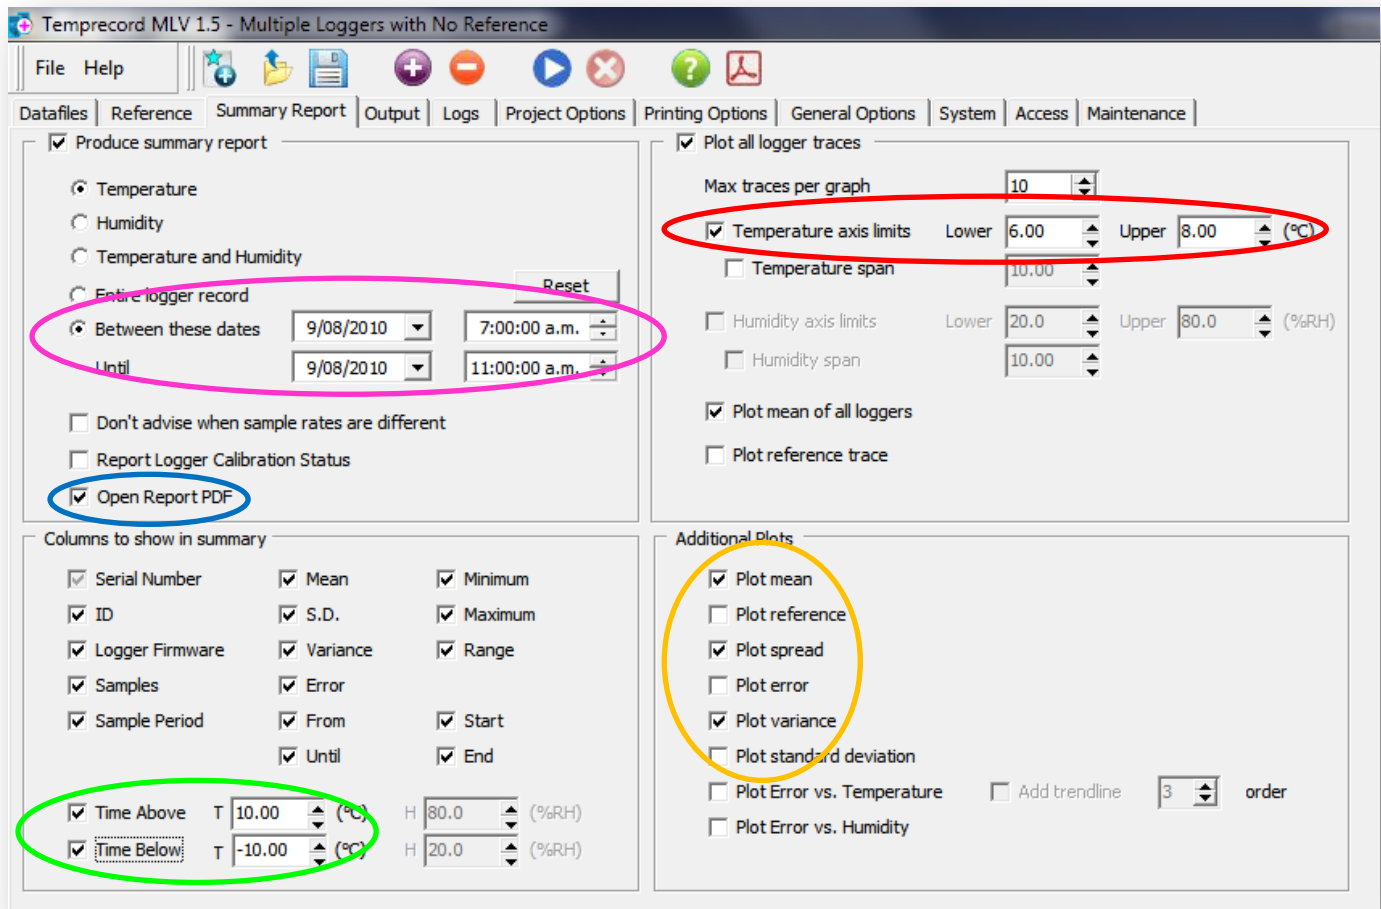 Temprecord MLV 1.5 - Multiple Loggers with No Reference
File Help
Datafiles Reference Summary Report Output Logs Project Options Printing Options General Options System Access Maintenance
Produce summary report
Temperature
Humidity
Temperature and Humidity
Entire logger record Reset
Between these dates 9/08/2010 7:00:00 a.m.
Until 9/08/2010 11:00:00 a.m.
Don't advise when sample rates are different
Report Logger Calibration Status
Open Report PDF
Plot all logger traces
Max traces per graph 10
Temperature axis limits Lower 6.00 Upper 8.00 (°C)
Temperature span 10.00
Humidity axis limits Lower 20.0 Upper 80.0 (%RH)
Humidity span 10.00
Plot mean of all loggers
Plot reference trace
Columns to show in summary
Serial Number Mean Minimum
ID S.D. Maximum
Logger Firmware Variance Range
Samples Error
Sample Period From Start
Until End
Time Above T 10.00 (°C) H 80.0 (%RH)
Time Below T -10.00 (°C) H 20.0 (%RH)
Additional Plots
Plot mean
Plot reference
Plot spread
Plot error
Plot variance
Plot standard deviation
Plot Error vs. Temperature Add trendline 3 order
Plot Error vs. Humidity